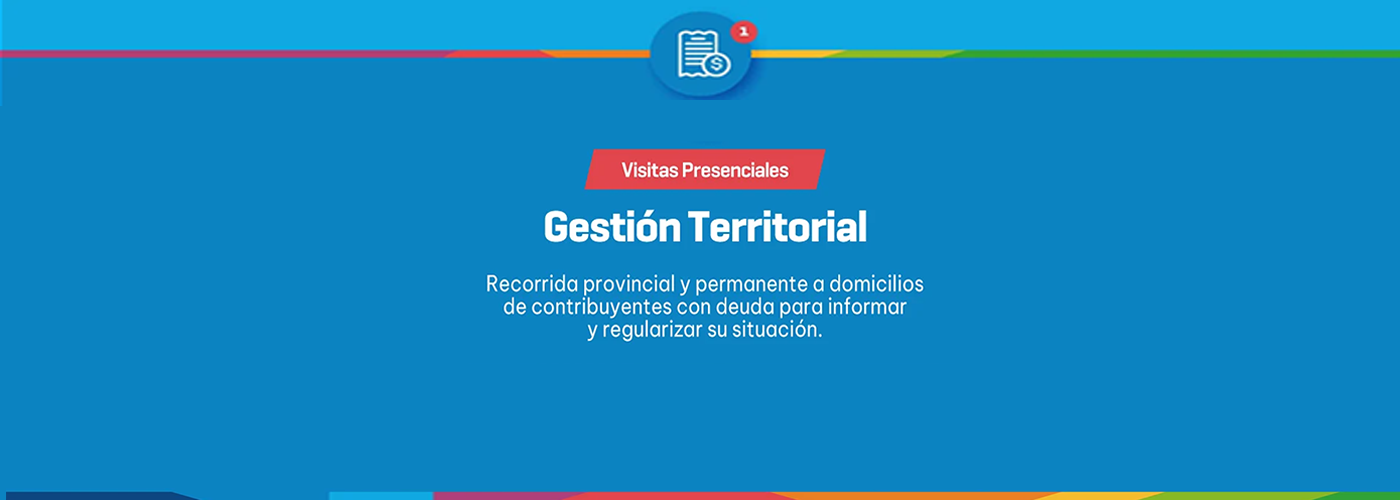 1
Visitas Presenciales
Gestión Territorial
Recorrida provincial y permanente a domicilios
de contribuyentes con deuda para informar
y regularizar su situación.